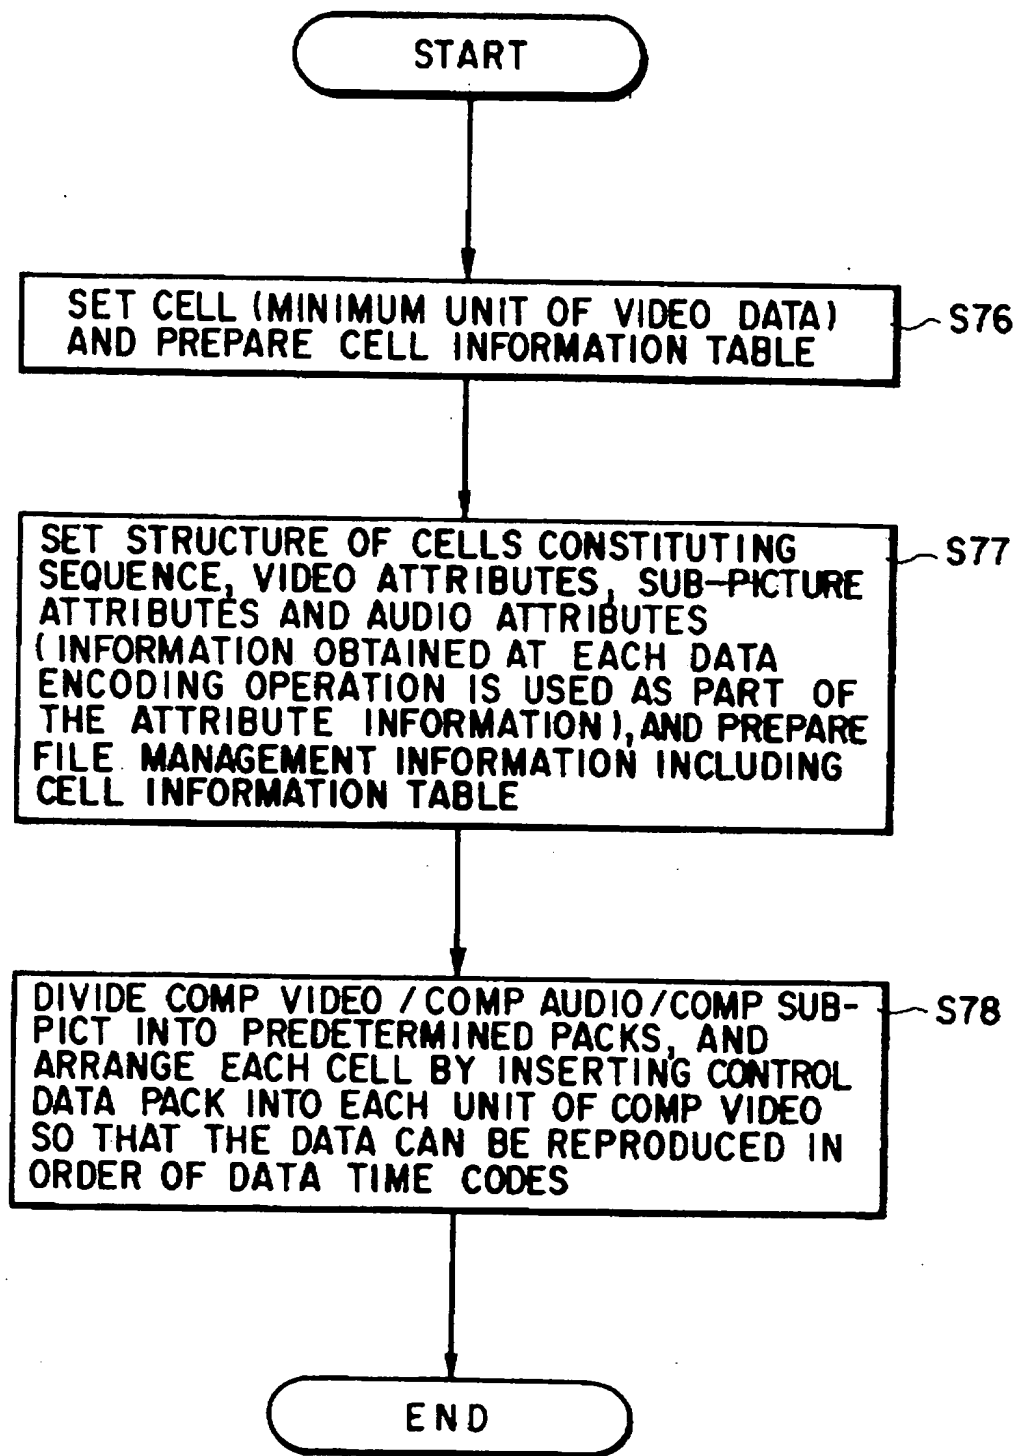 START
SET CELL (MINIMUM UNIT OF VIDEO DATA)
AND PREPARE CELL INFORMATION TABLE
S76
SET STRUCTURE OF CELLS CONSTITUTING
SEQUENCE, VIDEO ATTRIBUTES, SUB-PICTURE
ATTRIBUTES AND AUDIO ATTRIBUTES
(INFORMATION OBTAINED AT EACH DATA
ENCODING OPERATION IS USED AS PART OF
THE ATTRIBUTE INFORMATION), AND PREPARE
FILE MANAGEMENT INFORMATION INCLUDING
CELL INFORMATION TABLE
S77
DIVIDE COMP VIDEO / COMP AUDIO/COMP SUB-
PICT INTO PREDETERMINED PACKS, AND
ARRANGE EACH CELL BY INSERTING CONTROL
DATA PACK INTO EACH UNIT OF COMP VIDEO
SO THAT THE DATA CAN BE REPRODUCED IN
ORDER OF DATA TIME CODES
S78
END